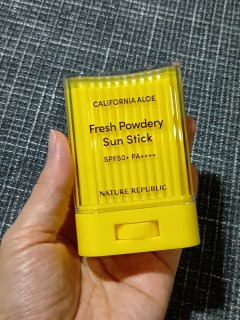 CALIFORNIA ALOE
Fresh Powdery
Sun Stick
SPF50+ PA++++
NATURE REPUBLIC